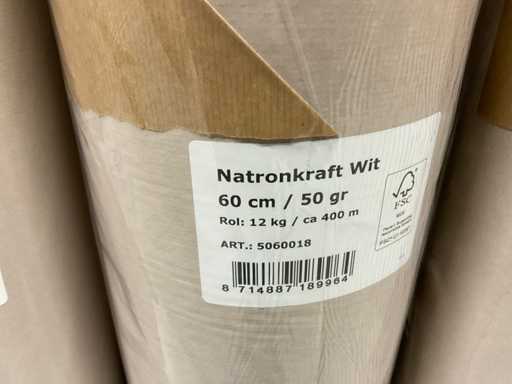 Natronkraft Wit
60 cm / 50 gr
Rol: 12 kg / ca 400 m
ART.: 5060018
8 714887 189964
FSC